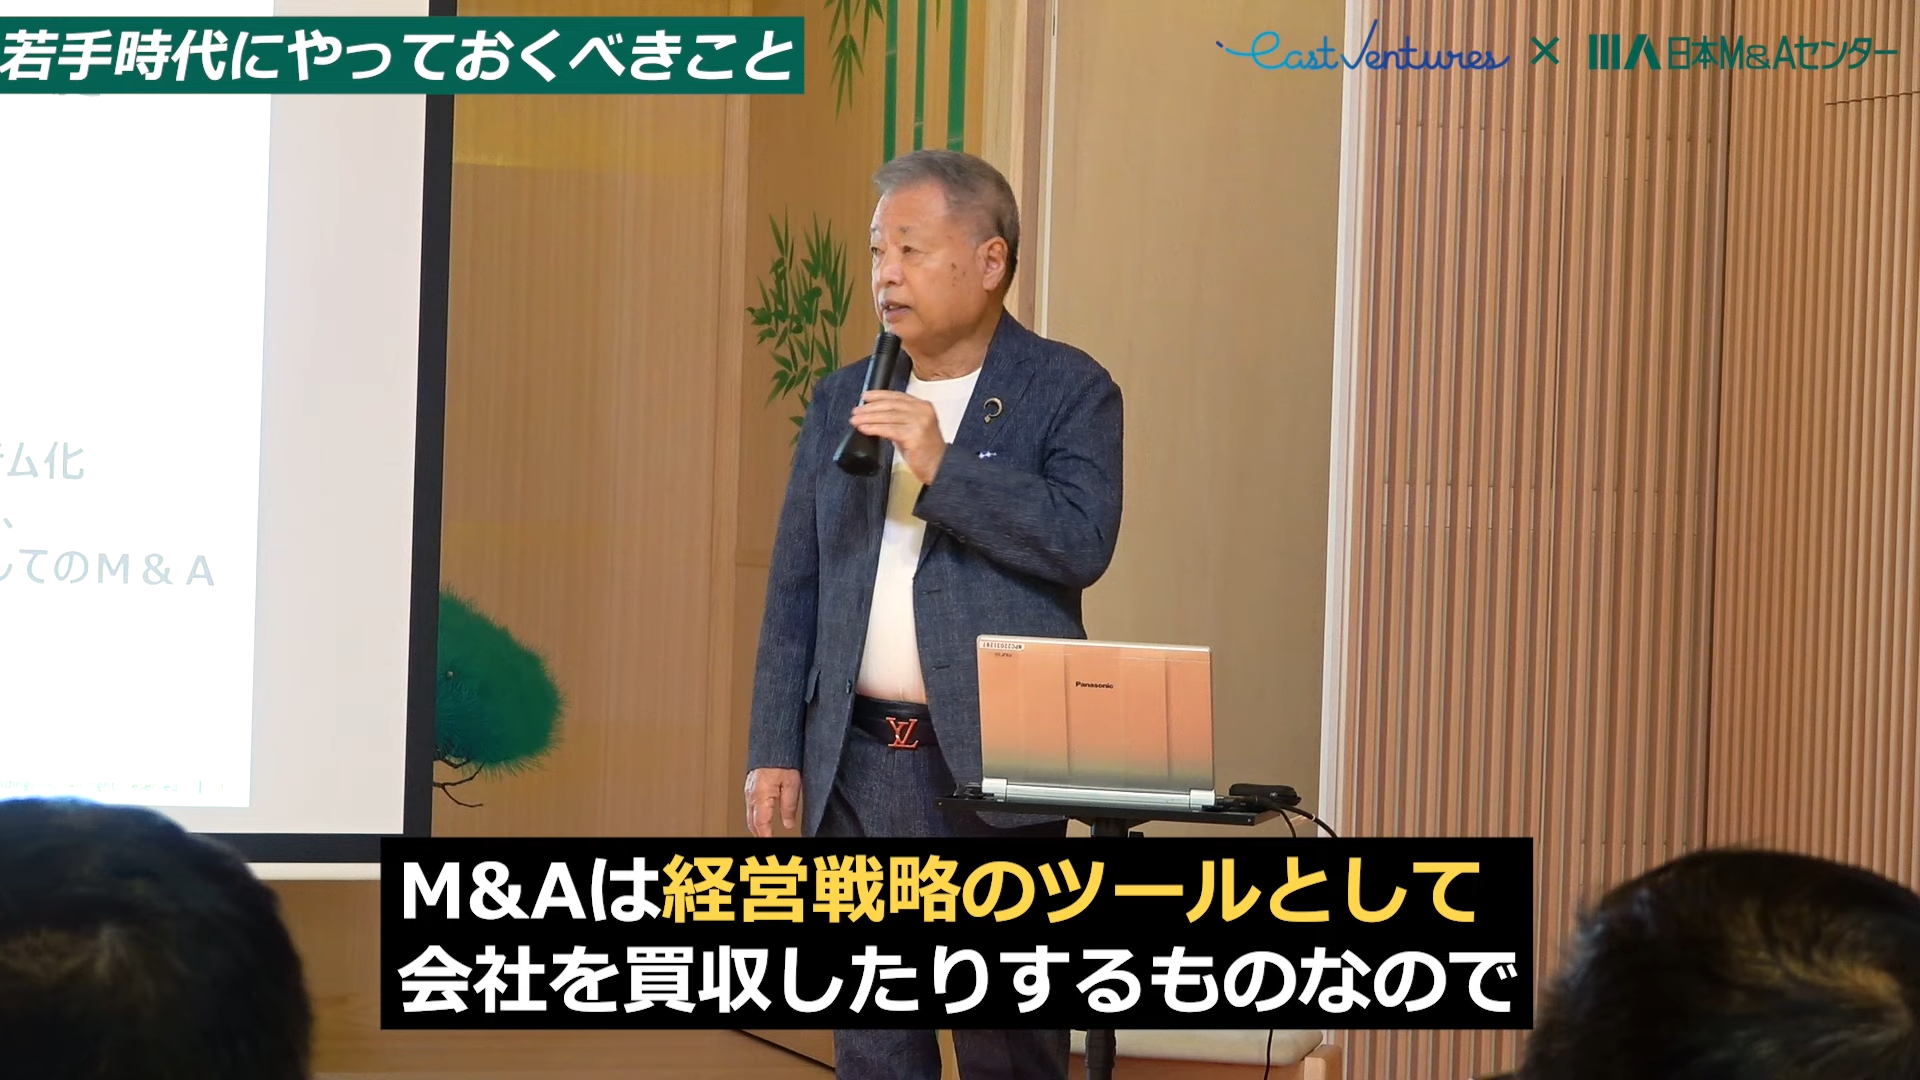 若手時代にやっておくべきこと
East Ventures × 日本M&Aセンター
ム化
、
してのM&A
Panasonic
LV
M&Aは経営戦略のツールとして
会社を買収したりするものなので